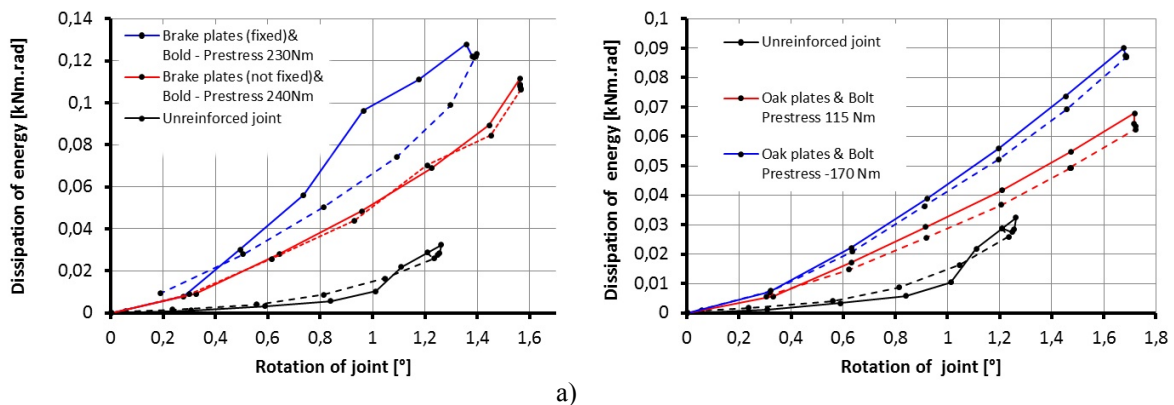 Dissipation of energy [kNm.rad]
0,14
0,12
0,1
0,08
0,06
0,04
0,02
0
Brake plates (fixed)&
Bold - Prestress 230Nm
Brake plates (not fixed)&
Bold - Prestress 240Nm
Unreinforced joint
0 0,2 0,4 0,6 0,8 1 1,2 1,4 1,6
Rotation of joint [°]
Dissipation of energy [kNm.rad]
0,1
0,09
0,08
0,07
0,06
0,05
0,04
0,03
0,02
0,01
0
Unreinforced joint
Oak plates & Bolt
Prestress 115 Nm
Oak plates & Bolt
Prestress -170 Nm
0 0,2 0,4 0,6 0,8 1 1,2 1,4 1,6 1,8
Rotation of joint [°]
a)